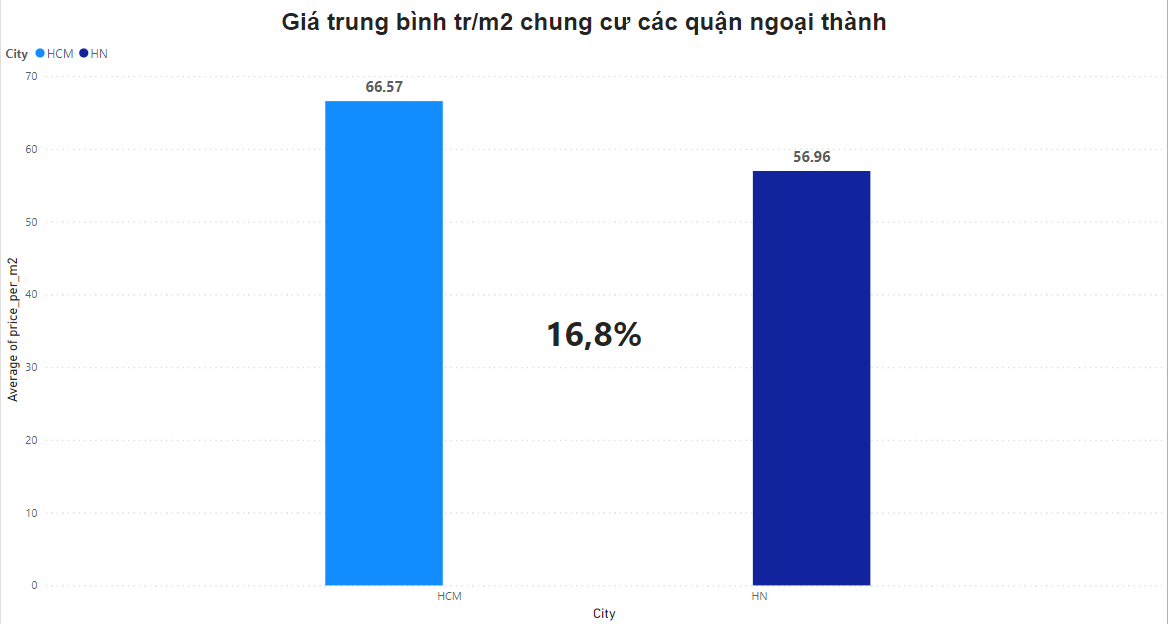 Giá trung bình tr/m2 chung cư các quận ngoại thành
City HCM HN
70
66.57
60
56.96
50
40
16,8%
30
20
10
0
Average of price_per_m2
HCM HN
City